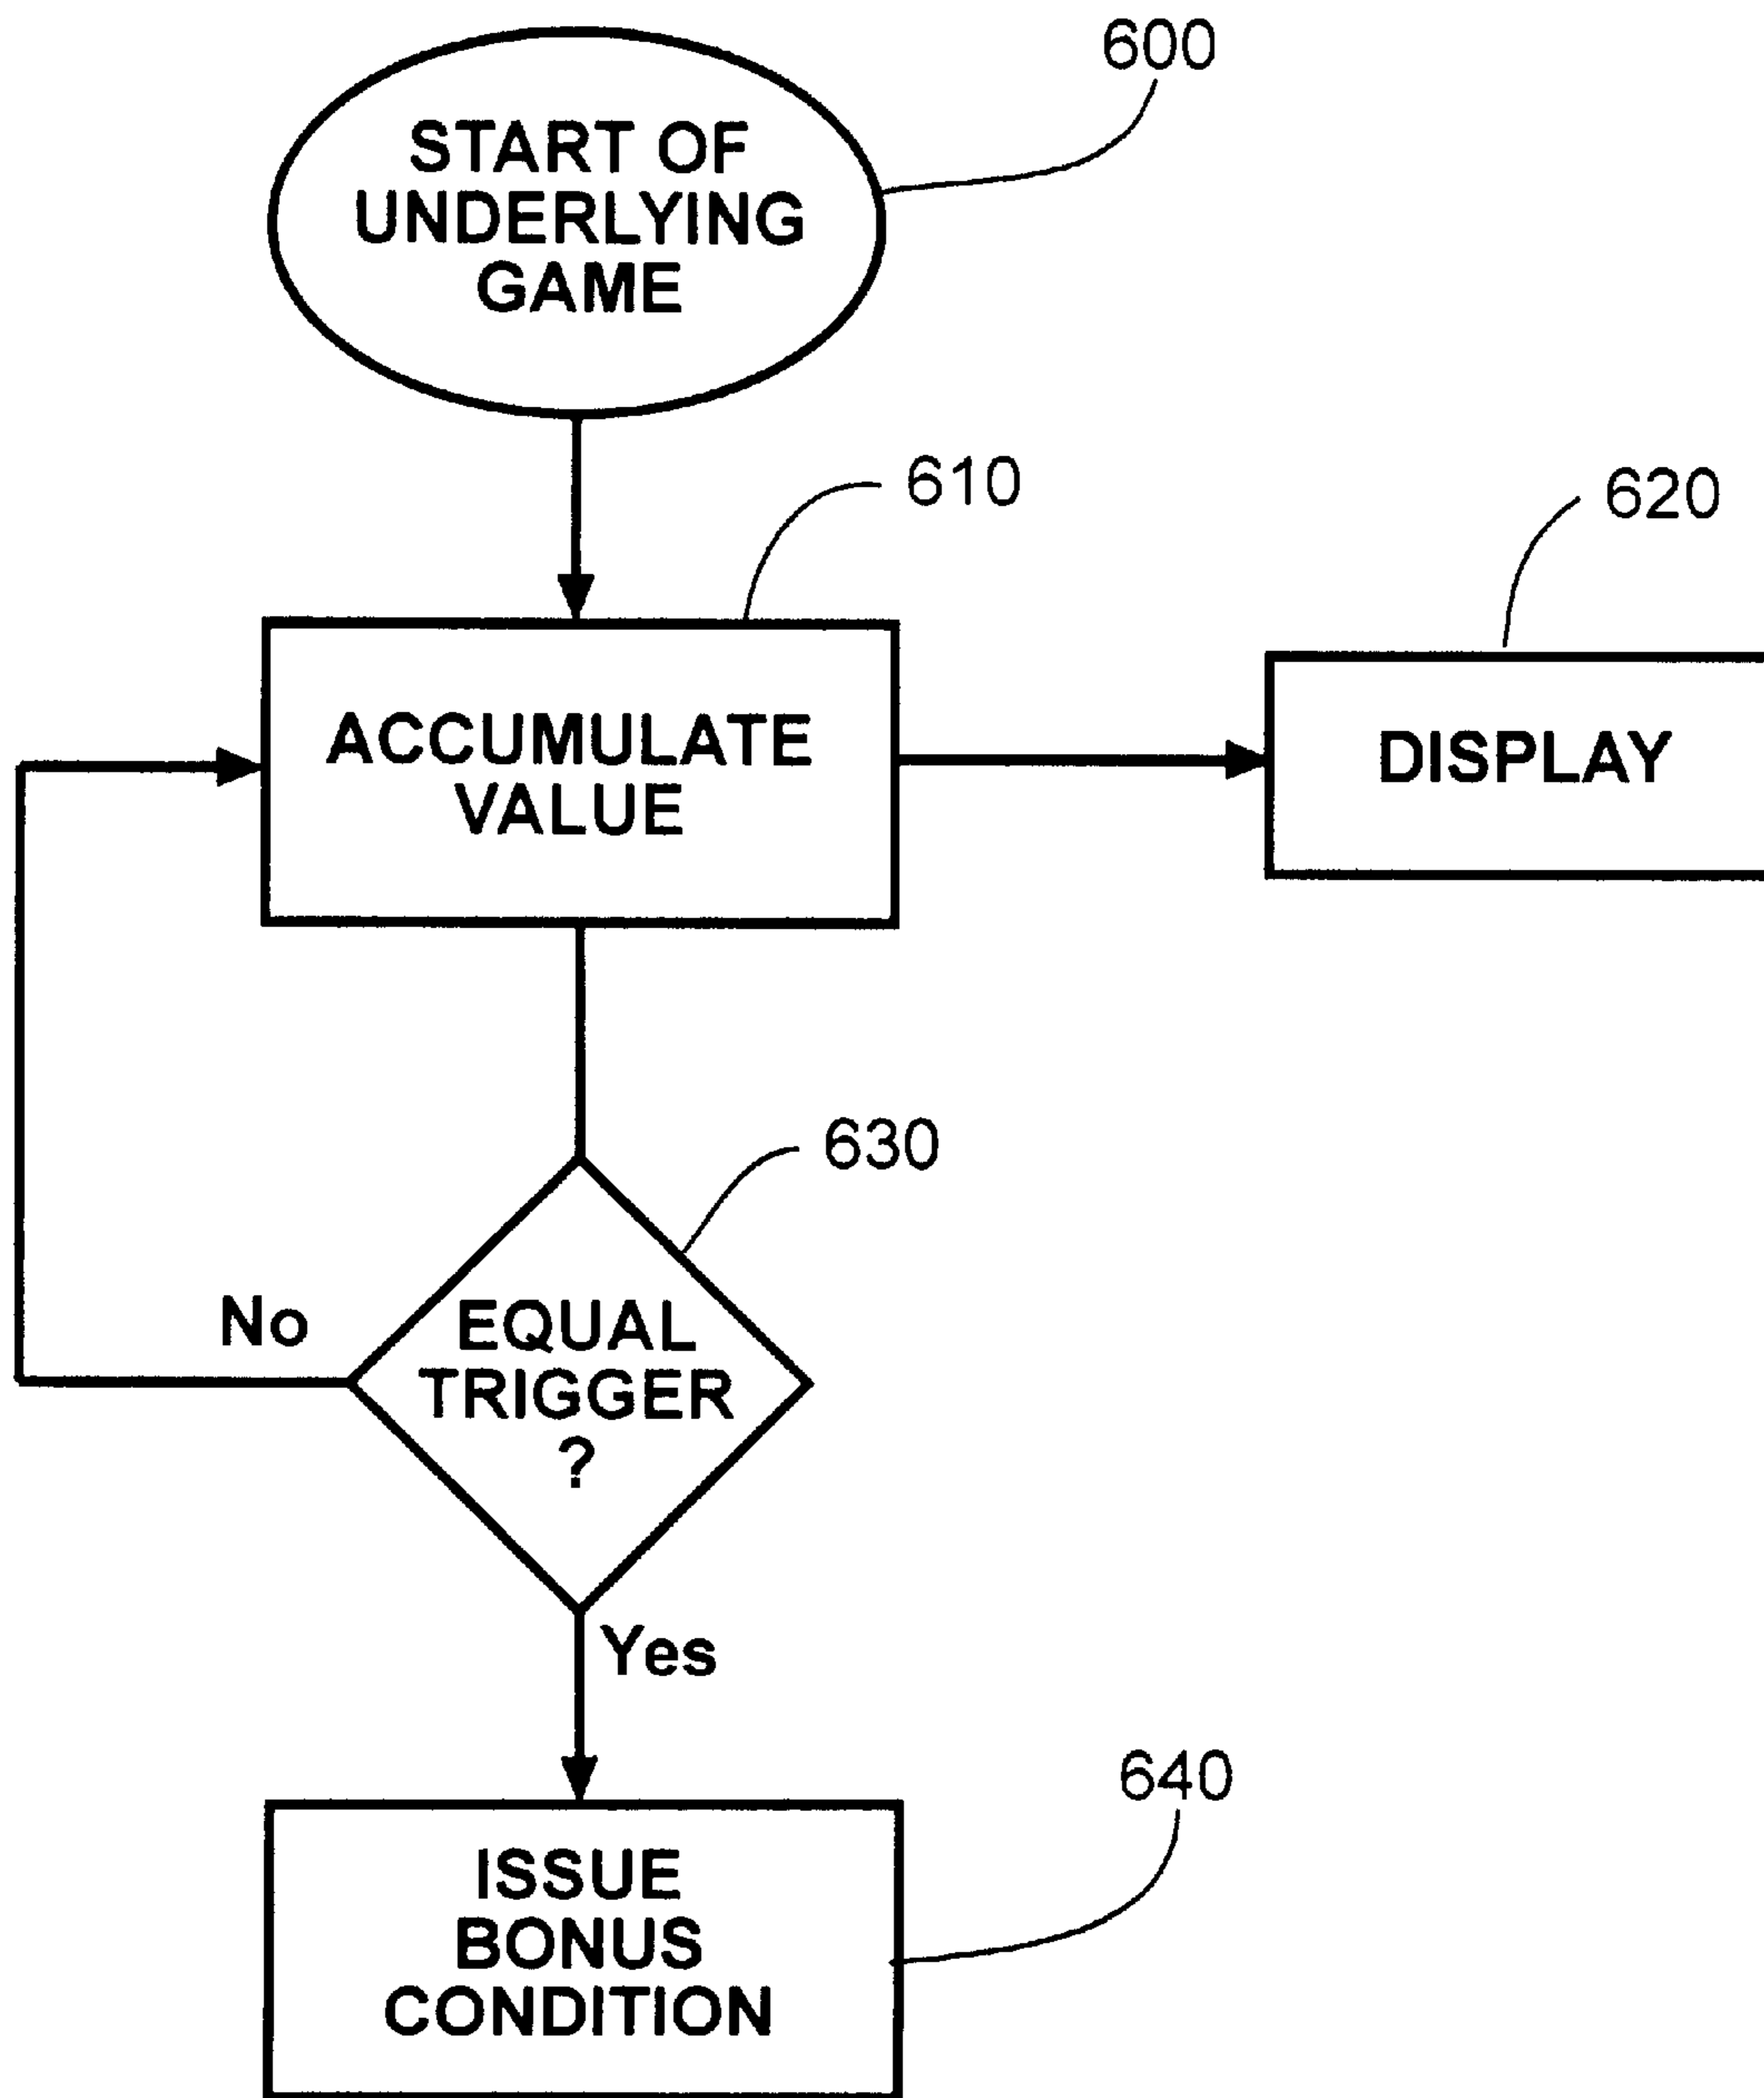 600
START OF
UNDERLYING
GAME
610
620
ACCUMULATE
VALUE
DISPLAY
630
No
EQUAL
TRIGGER
?
Yes
640
ISSUE
BONUS
CONDITION